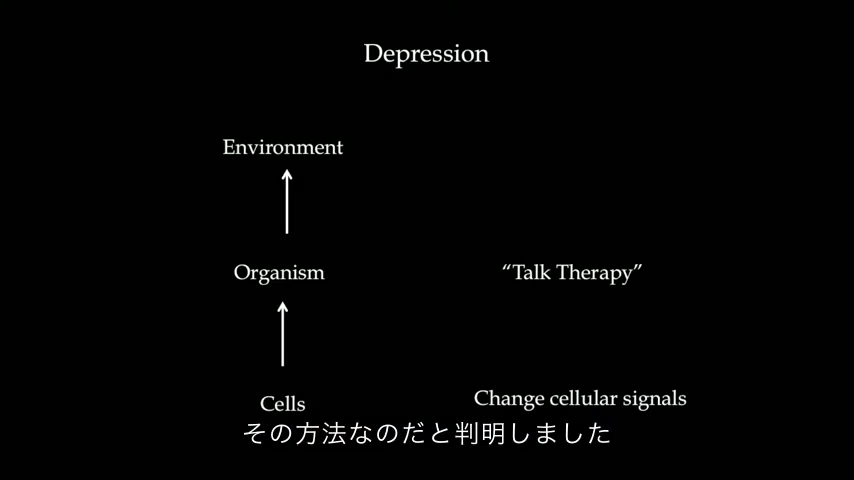 Depression
Environment
Organism
“Talk Therapy”
Cells
Change cellular signals
その方法なのだと判明しました